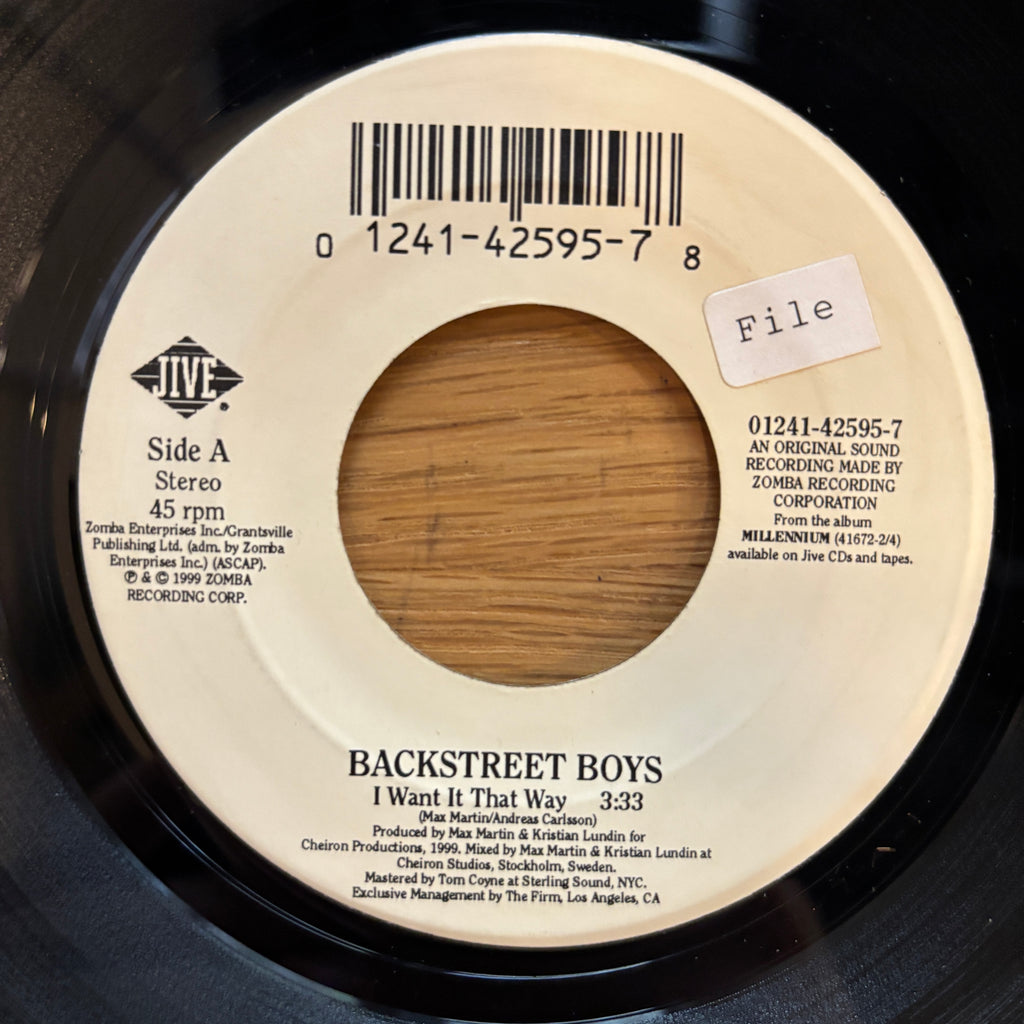 0 1241-42595-7 8
File
JIVE
Side A
Stereo
45 rpm
Zomba Enterprises Inc./Grantsville
Publishing Ltd. (adm. by Zomba
Enterprises Inc.) (ASCAP).
℗ & © 1999 ZOMBA
RECORDING CORP.
01241-42595-7
AN ORIGINAL SOUND
RECORDING MADE BY
ZOMBA RECORDING
CORPORATION
From the album
MILLENNIUM (41672-2/4)
available on Jive CDs and tapes.
BACKSTREET BOYS
I Want It That Way 3:33
(Max Martin/Andreas Carlsson)
Produced by Max Martin & Kristian Lundin for
Cheiron Productions, 1999. Mixed by Max Martin & Kristian Lundin at
Cheiron Studios, Stockholm, Sweden.
Mastered by Tom Coyne at Sterling Sound, NYC.
Exclusive Management by The Firm, Los Angeles, CA